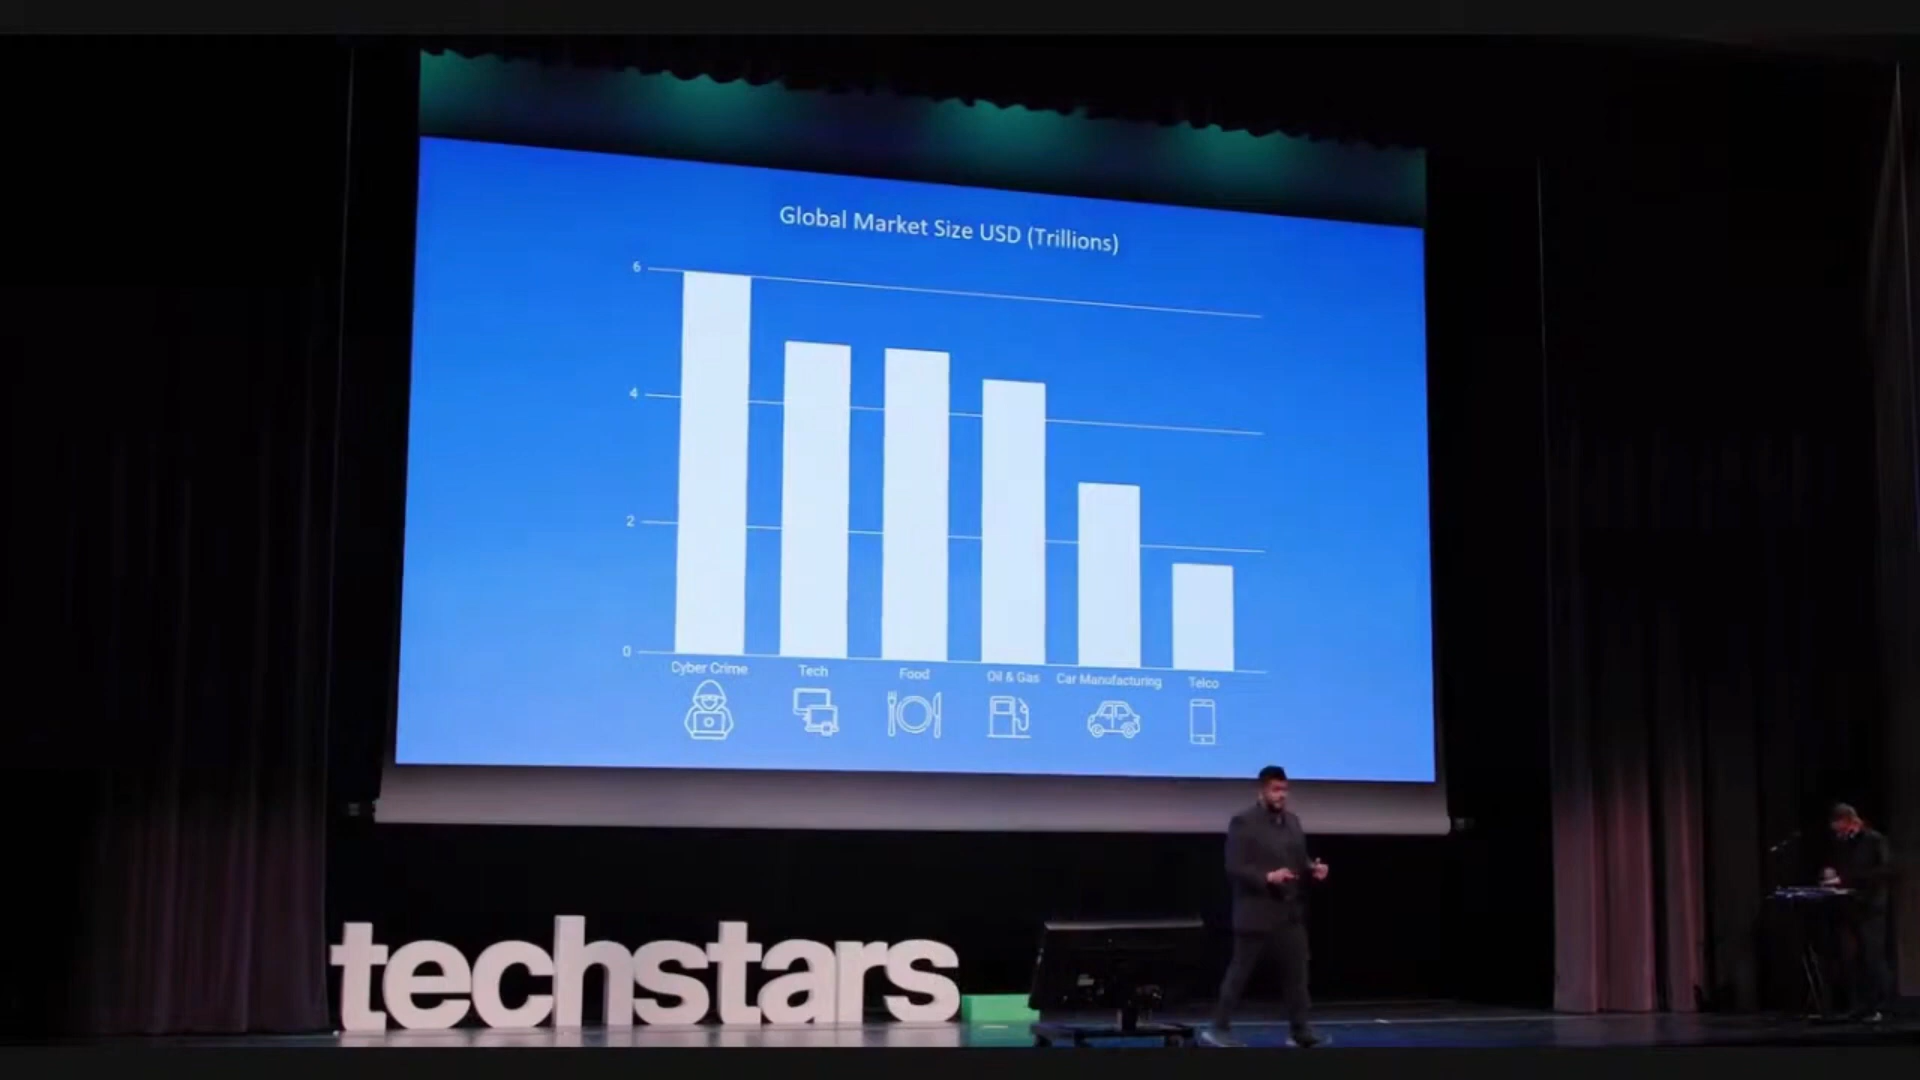 Global Market Size USD (Trillions)
6
4
2
0
Cyber Crime
Tech
Food
Oil & Gas
Car Manufacturing
Telco
techstars